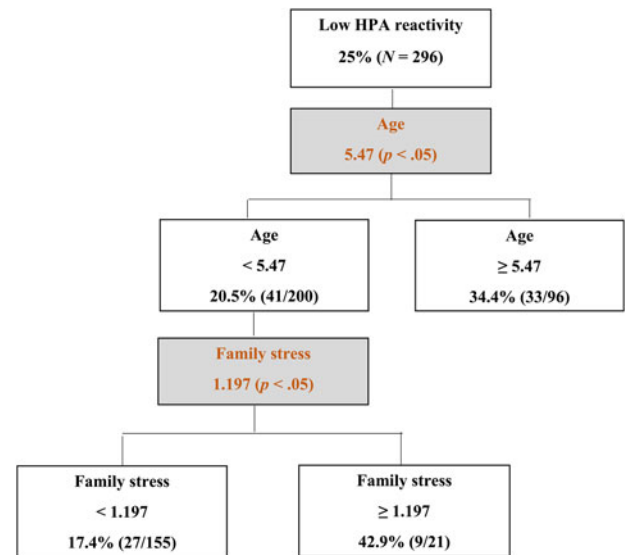 Low HPA reactivity
25% (N = 296)
Age
5.47 (p < .05)
Age
< 5.47
20.5% (41/200)
Age
≥ 5.47
34.4% (33/96)
Family stress
1.197 (p < .05)
Family stress
< 1.197
17.4% (27/155)
Family stress
≥ 1.197
42.9% (9/21)